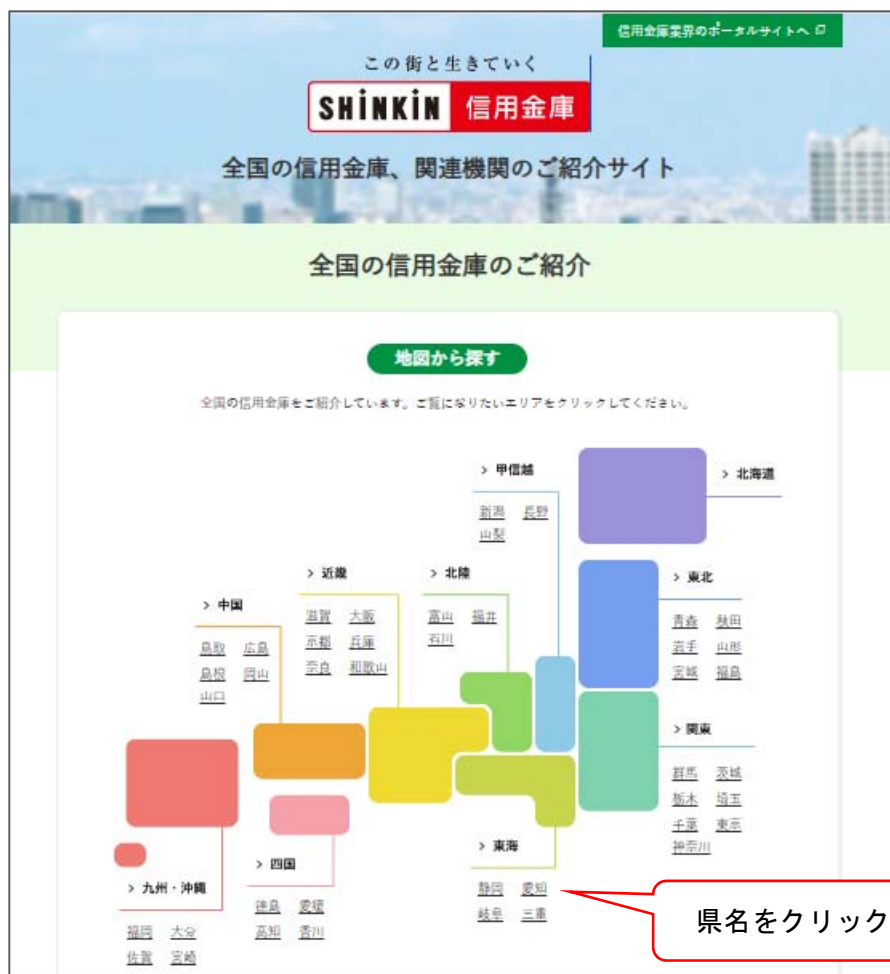 信用金庫業界のポータルサイトへ
この街と生きていく
SHiNKiN 信用金庫
全国の信用金庫、関連機関のご紹介サイト
全国の信用金庫のご紹介
地図から探す
全国の信用金庫をご紹介しています。ご覧になりたいエリアをクリックしてください。
> 甲信越
新潟 長野
山梨
> 北海道
> 東北
青森 秋田
岩手 山形
宮城 福島
> 北陸
富山 福井
石川
> 近畿
滋賀 大阪
京都 兵庫
奈良 和歌山
> 中国
鳥取 広島
島根 岡山
山口
> 関東
群馬 茨城
栃木 埼玉
千葉 東京
神奈川
> 東海
静岡 愛知
岐阜 三重
> 四国
徳島 愛媛
高知 香川
> 九州・沖縄
福岡 大分
佐賀 宮崎
県名をクリック